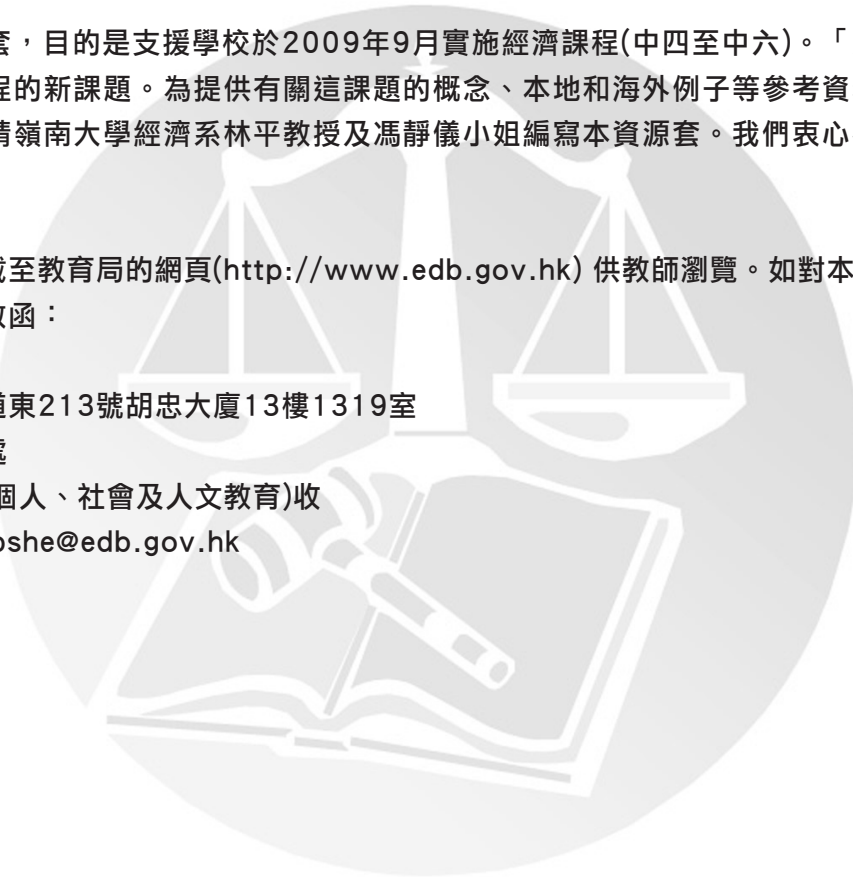 套，目的是支援學校於2009年9月實施經濟課程(中四至中六)。「
程的新課題。為提供有關這課題的概念、本地和海外例子等參考資
請嶺南大學經濟系林平教授及馮靜儀小姐編寫本資源套。我們衷心
載至教育局的網頁(http://www.edb.gov.hk) 供教師瀏覽。如對本
致函：
道東213號胡忠大廈13樓1319室
處
個人、社會及人文教育)收
pshe@edb.gov.hk